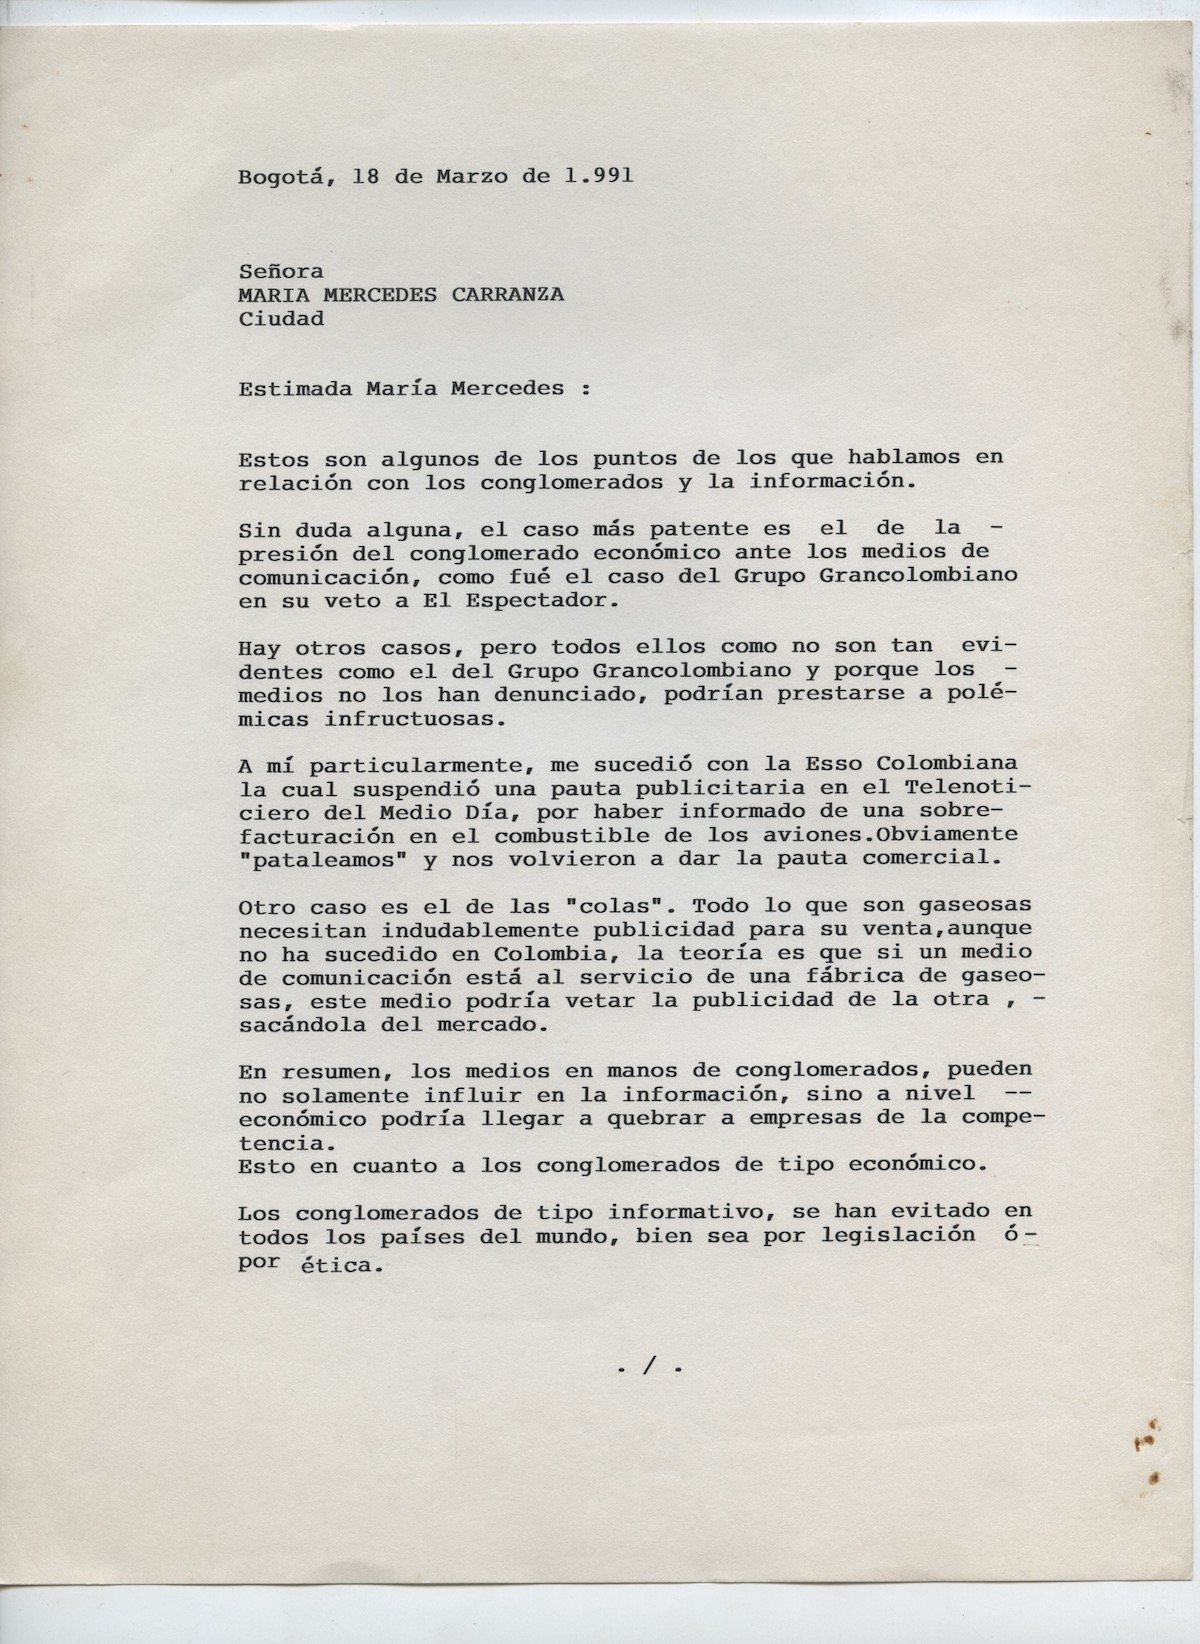 Bogotá, 18 de Marzo de 1.991
Señora
MARIA MERCEDES CARRANZA
Ciudad
Estimada María Mercedes :
Estos son algunos de los puntos de los que hablamos en
relación con los conglomerados y la información.
Sin duda alguna, el caso más patente es el de la -
presión del conglomerado económico ante los medios de
comunicación, como fué el caso del Grupo Grancolombiano
en su veto a El Espectador.
Hay otros casos, pero todos ellos como no son tan evi-
dentes como el del Grupo Grancolombiano y porque los -
medios no los han denunciado, podrían prestarse a polé-
micas infructuosas.
A mí particularmente, me sucedió con la Esso Colombiana
la cual suspendió una pauta publicitaria en el Telenoti-
ciero del Medio Día, por haber informado de una sobre-
facturación en el combustible de los aviones.Obviamente
"pataleamos" y nos volvieron a dar la pauta comercial.
Otro caso es el de las "colas". Todo lo que son gaseosas
necesitan indudablemente publicidad para su venta,aunque
no ha sucedido en Colombia, la teoría es que si un medio
de comunicación está al servicio de una fábrica de gaseo-
sas, este medio podría vetar la publicidad de la otra , -
sacándola del mercado.
En resumen, los medios en manos de conglomerados, pueden
no solamente influir en la información, sino a nivel --
económico podría llegar a quebrar a empresas de la compe-
tencia.
Esto en cuanto a los conglomerados de tipo económico.
Los conglomerados de tipo informativo, se han evitado en
todos los países del mundo, bien sea por legislación ó-
por ética.
. / .